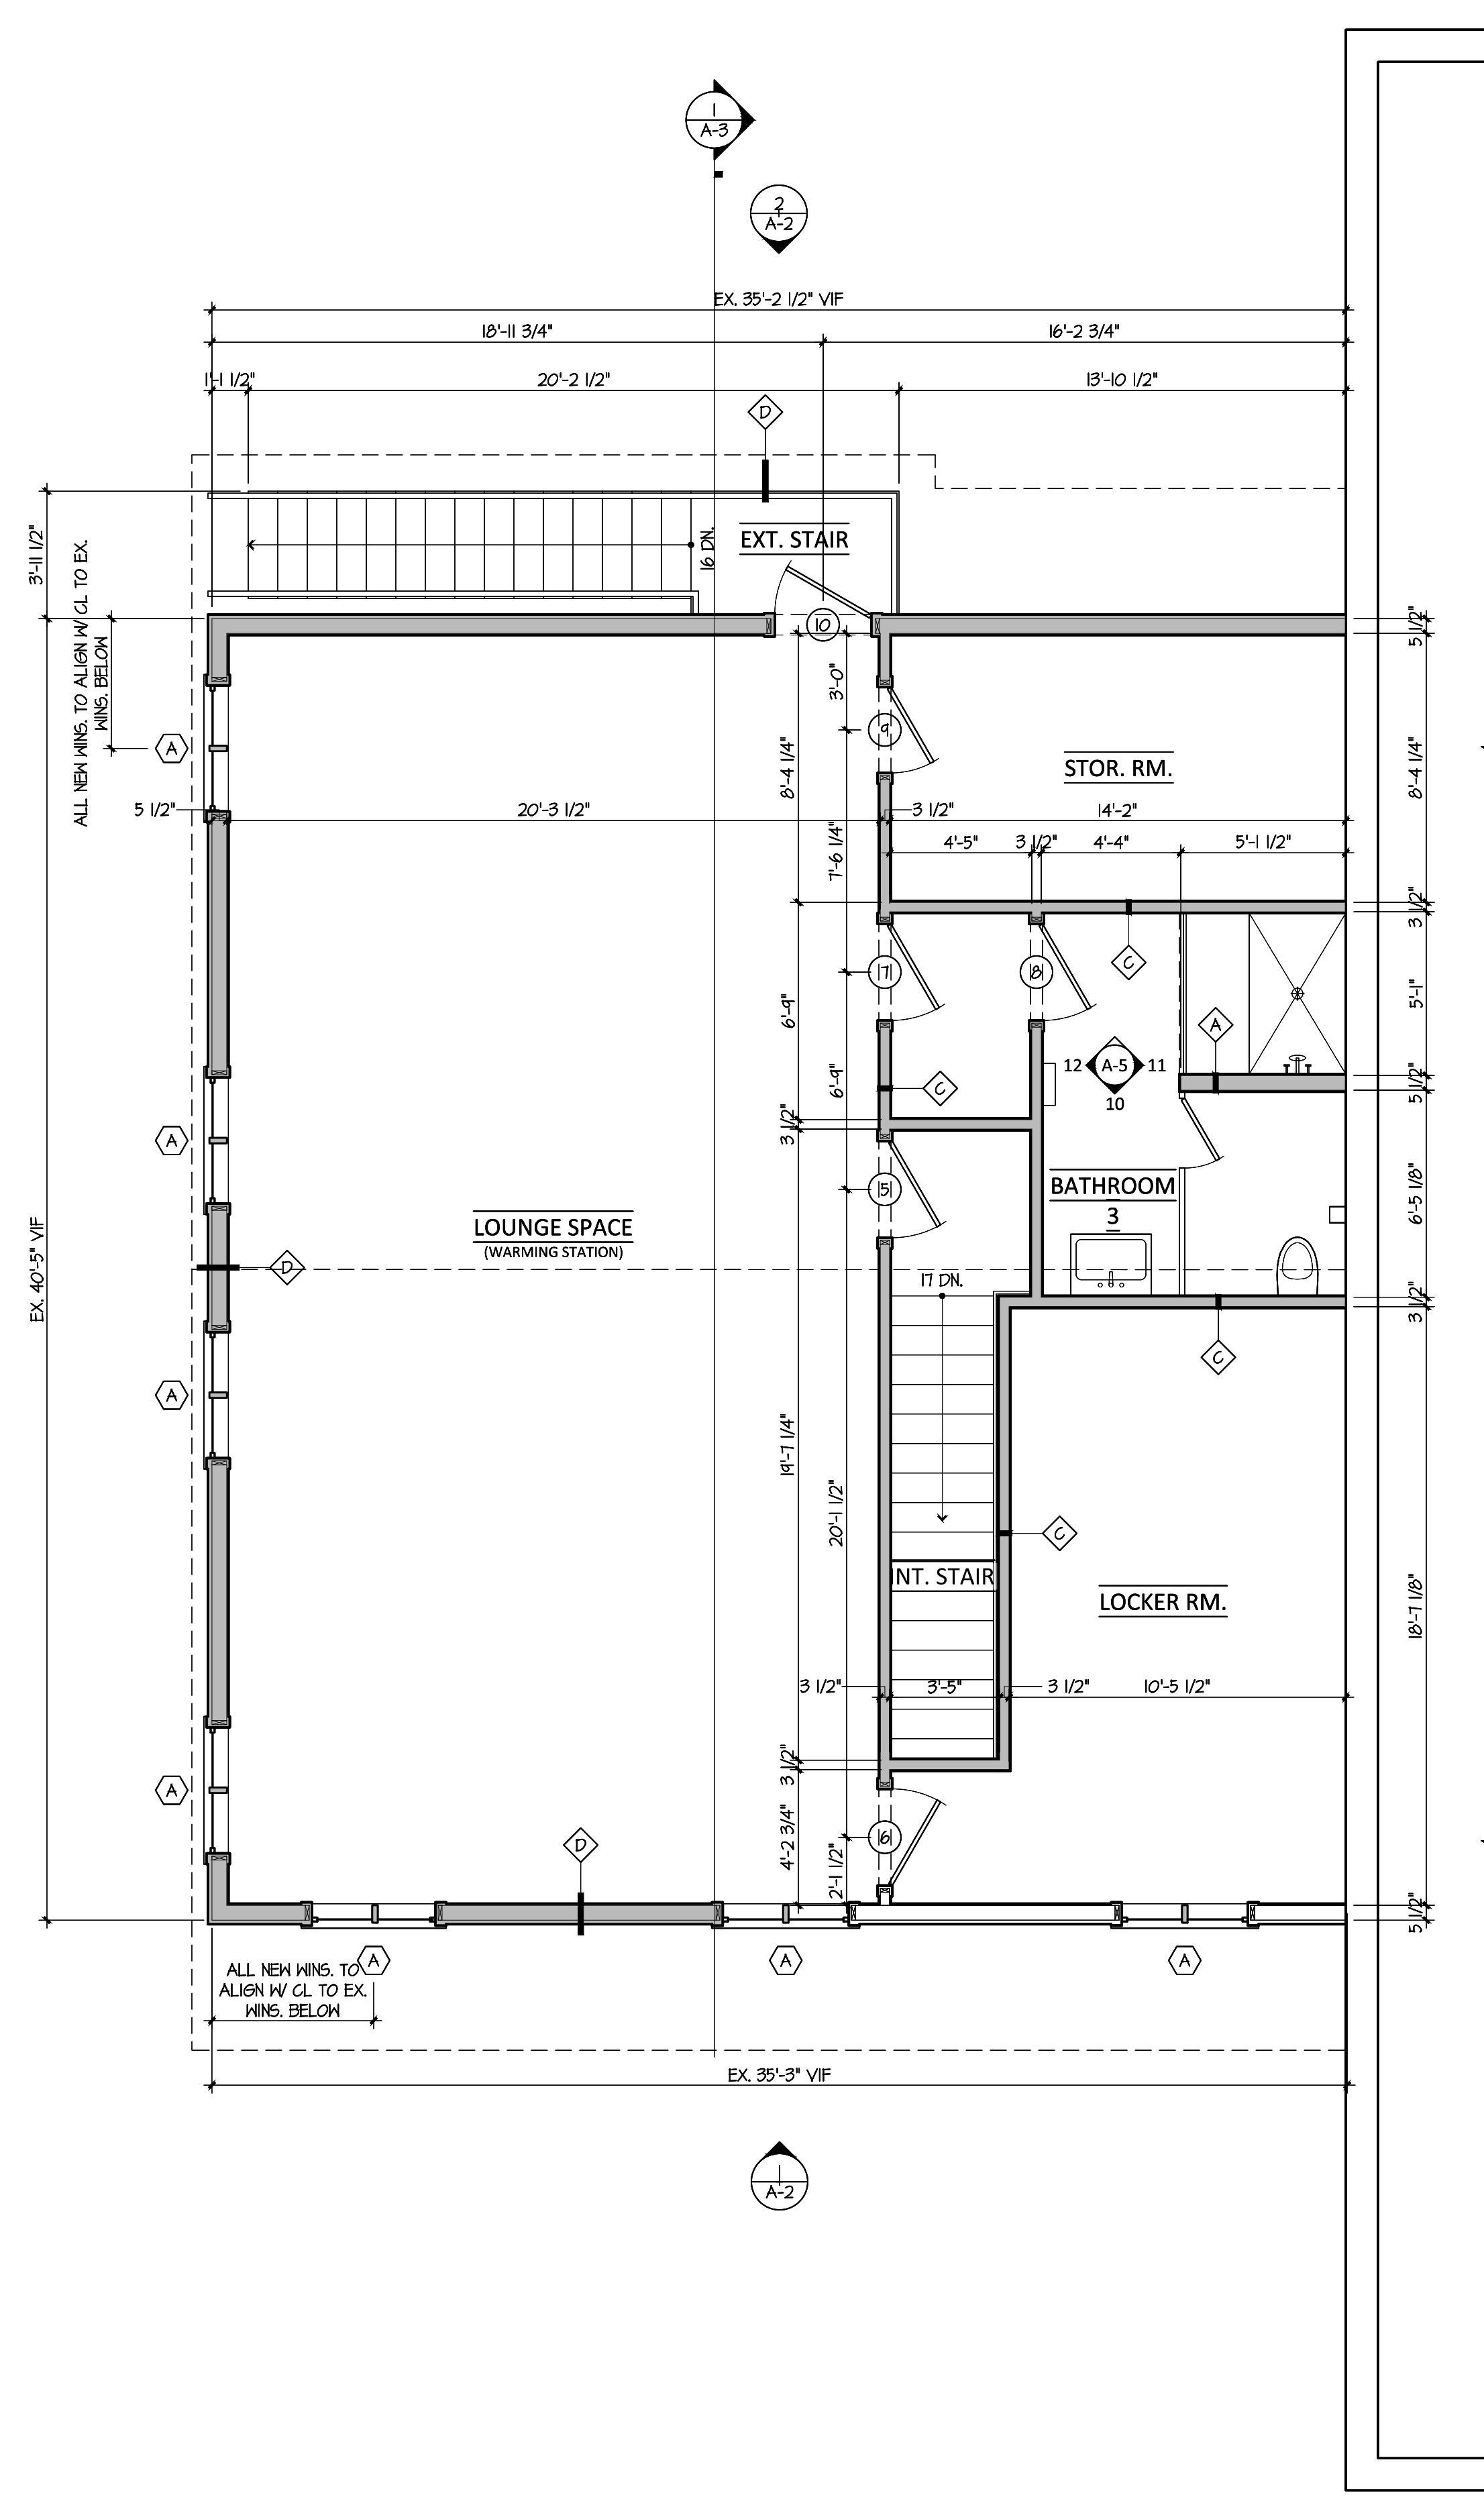 1
A-3
2
A-2
EX. 35'-2 1/2" VIF
18'-11 3/4"
16'-2 3/4"
1'-1 1/2"
20'-2 1/2"
13'-10 1/2"
D
3'-11 1/2"
16 DN.
EXT. STAIR
ALL NEW WINS. TO ALIGN W/ CL TO EX.
WINS. BELOW
10
5 1/2"
3'-0"
9
A
8'-4 1/4"
STOR. RM.
8'-4 1/4"
5 1/2"
20'-3 1/2"
3 1/2"
14'-2"
7'-6 1/4"
4'-5"
3 1/2"
4'-4"
5'-1 1/2"
3 1/2"
C
7
8
6'-9"
5'-1"
A
12
A-5
11
10
6'-9"
C
5 1/2"
3 1/2"
A
5
BATHROOM
3
6'-5 1/8"
LOUNGE SPACE
(WARMING STATION)
EX. 40'-5" VIF
D
17 DN.
3 1/2"
C
A
19'-7 1/4"
20'-1 1/2"
C
INT. STAIR
LOCKER RM.
18'-7 1/8"
3 1/2"
3'-5"
3 1/2"
10'-5 1/2"
3 1/2"
A
4'-2 3/4"
2'-1 1/2"
6
D
5 1/2"
A
A
A
ALL NEW WINS. TO
ALIGN W/ CL TO EX.
WINS. BELOW
EX. 35'-3" VIF
1
A-2